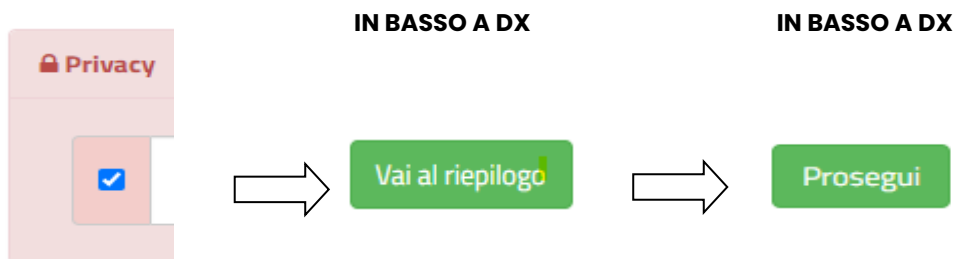 IN BASSO A DX
IN BASSO A DX
Privacy
Vai al riepilogo
Prosegui